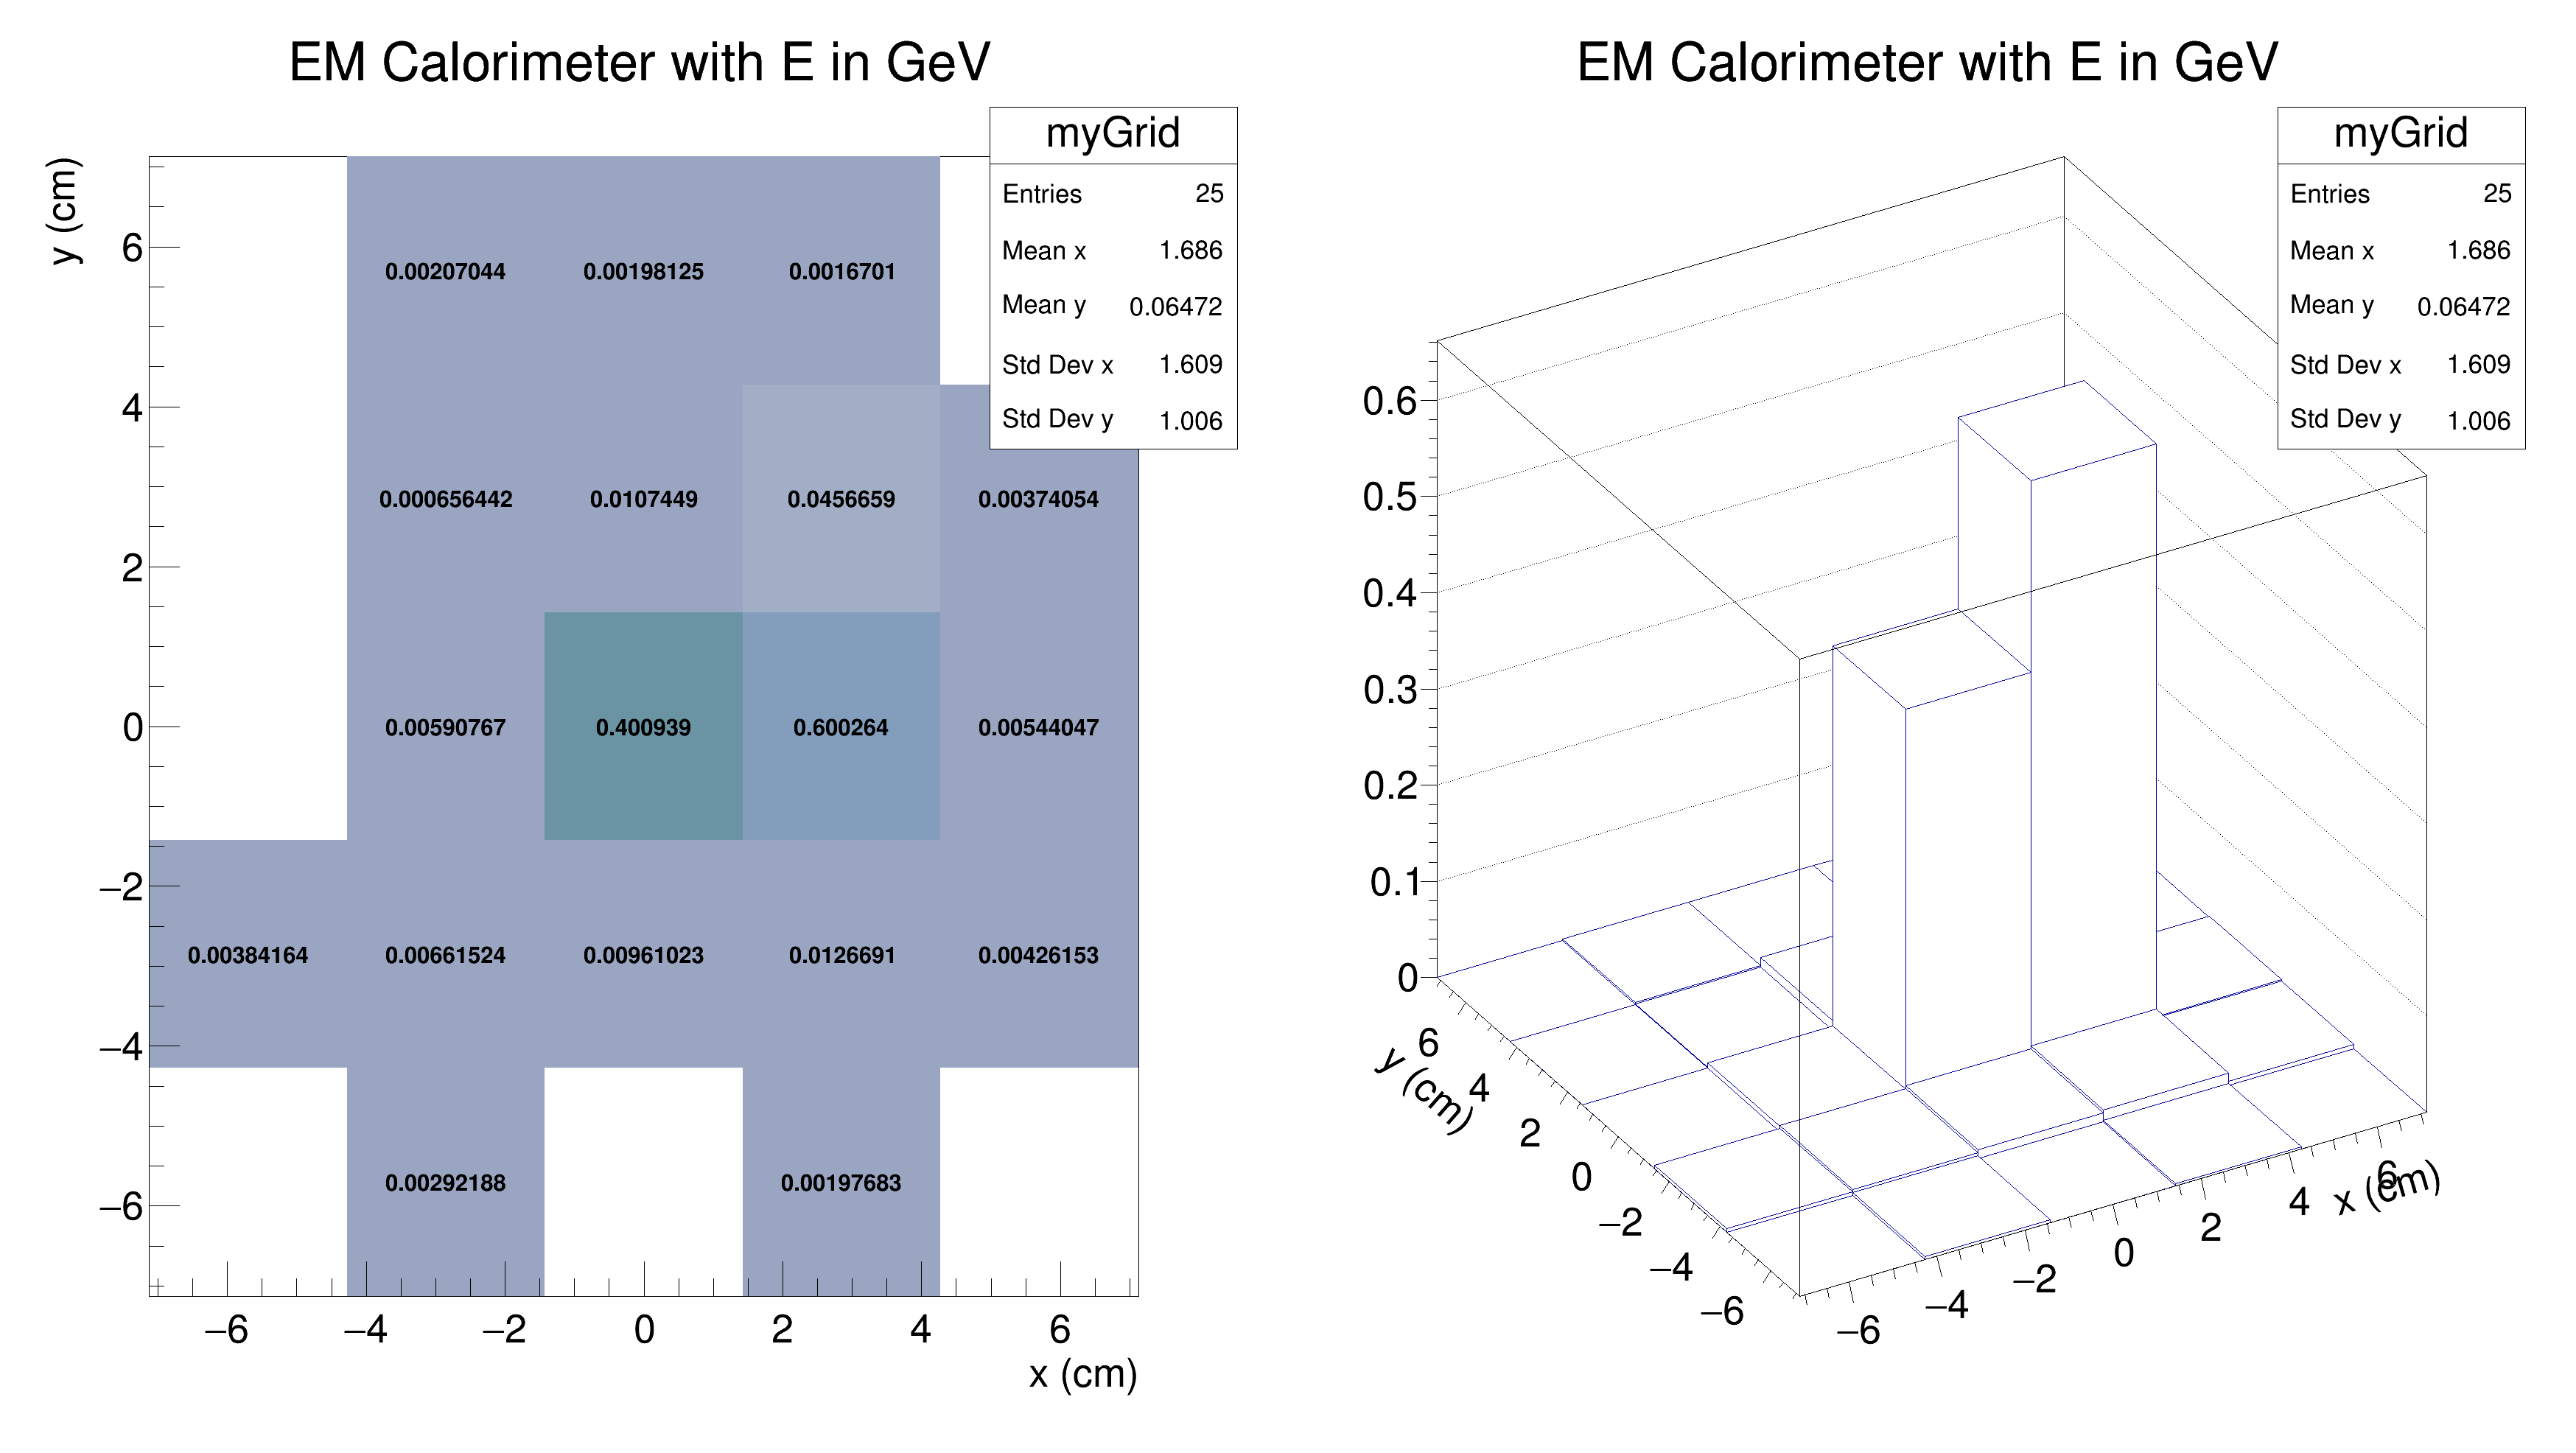 EM Calorimeter with E in GeV
myGrid
Entries 25
Mean x 1.686
Mean y 0.06472
Std Dev x 1.609
Std Dev y 1.006
y (cm)
6
4
2
0
−2
−4
−6
0.00207044 0.00198125 0.0016701
0.000656442 0.0107449 0.0456659 0.00374054
0.00590767 0.400939 0.600264 0.00544047
0.00384164 0.00661524 0.00961023 0.0126691 0.00426153
0.00292188 0.00197683
−6 −4 −2 0 2 4 6
x (cm)
EM Calorimeter with E in GeV
myGrid
Entries 25
Mean x 1.686
Mean y 0.06472
Std Dev x 1.609
Std Dev y 1.006
0.6
0.5
0.4
0.3
0.2
0.1
0
6
4
2
0
−2
−4
−6
y (cm)
−6 −4 −2 0 2 4 6
x (cm)